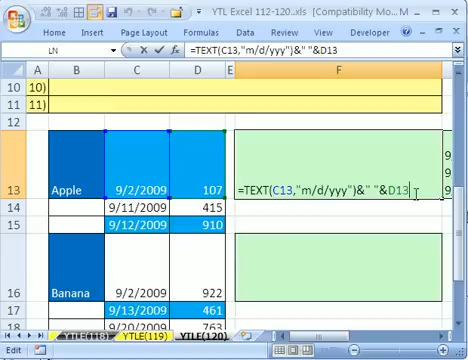 YTL Excel 112-120..xls [Compatibility Mo...
Home Insert Page Layout Formulas Data Review View Developer
LN =TEXT(C13,"m/d/yyy")&" "&D13
A B C D E F
10 10)
11 11)
12
13 Apple 9/2/2009 107 =TEXT(C13,"m/d/yyy")&" "&D13
14 9/11/2009 415
15 9/12/2009 910
16 Banana 9/2/2009 922
17 9/13/2009 461
18 9/20/2009 763
YTLE(118) YTLE(119) YTLE(120)
Edit 100%